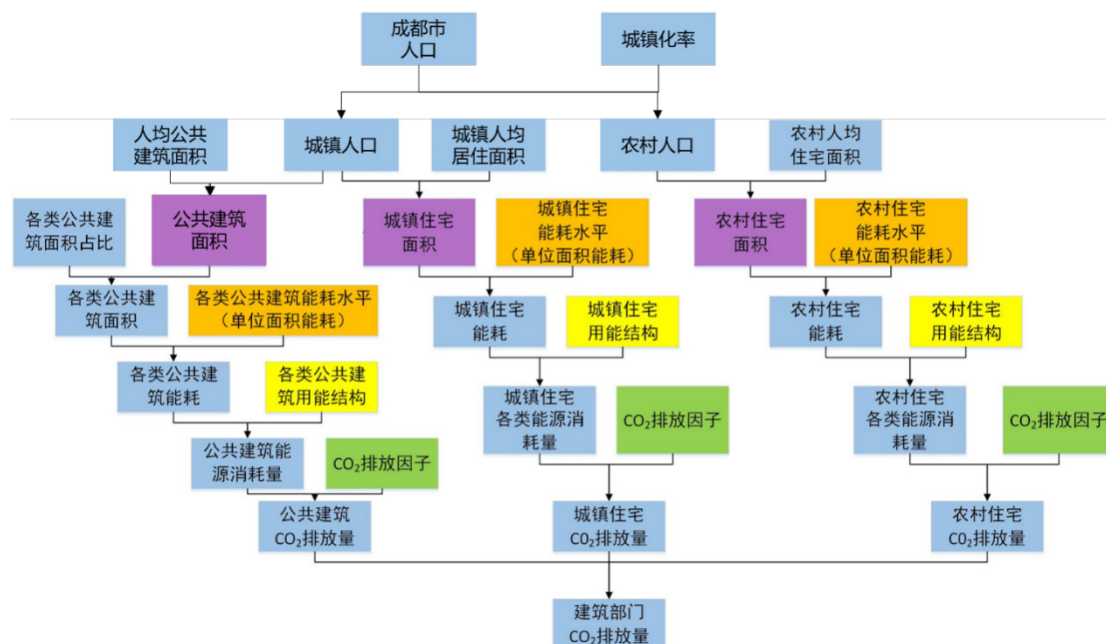 成都市
人口
城镇化率
人均公共
建筑面积
城镇人口
城镇人均
居住面积
农村人口
农村人均
住宅面积
各类公共建
筑面积占比
公共建筑
面积
城镇住宅
面积
城镇住宅
能耗水平
（单位面积能耗）
农村住宅
面积
农村住宅
能耗水平
（单位面积能耗）
各类公共建
筑面积
各类公共建筑能耗水平
（单位面积能耗）
城镇住宅
能耗
城镇住宅
用能结构
农村住宅
能耗
农村住宅
用能结构
各类公共建
筑能耗
各类公共建
筑用能结构
城镇住宅
各类能源消
耗量
CO₂排放因子
农村住宅
各类能源消
耗量
CO₂排放因子
公共建筑能
源消耗量
CO₂排放因子
公共建筑
CO₂排放量
城镇住宅
C0₂排放量
农村住宅
C0₂排放量
建筑部门
CO₂排放量